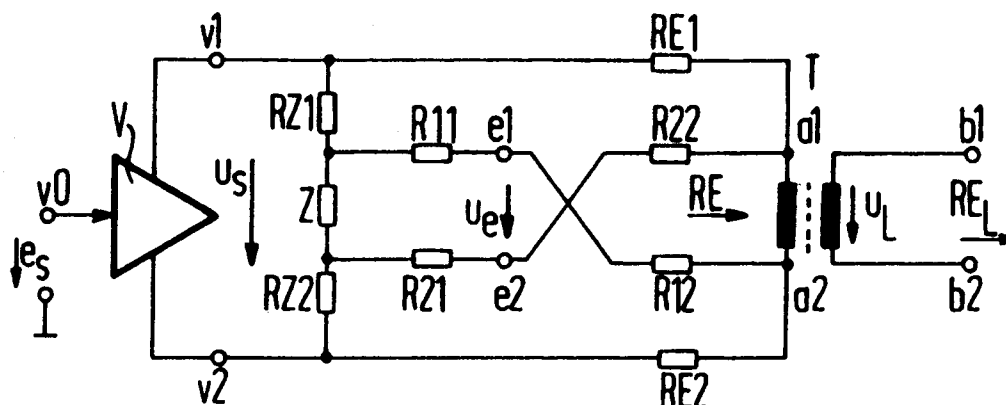 v1
RE1
T
V
RZ1
R11
e1
R22
a1
b1
v0
us
Z
ue
RE
uL
REL
es
RZ2
R21
e2
R12
a2
b2
v2
RE2